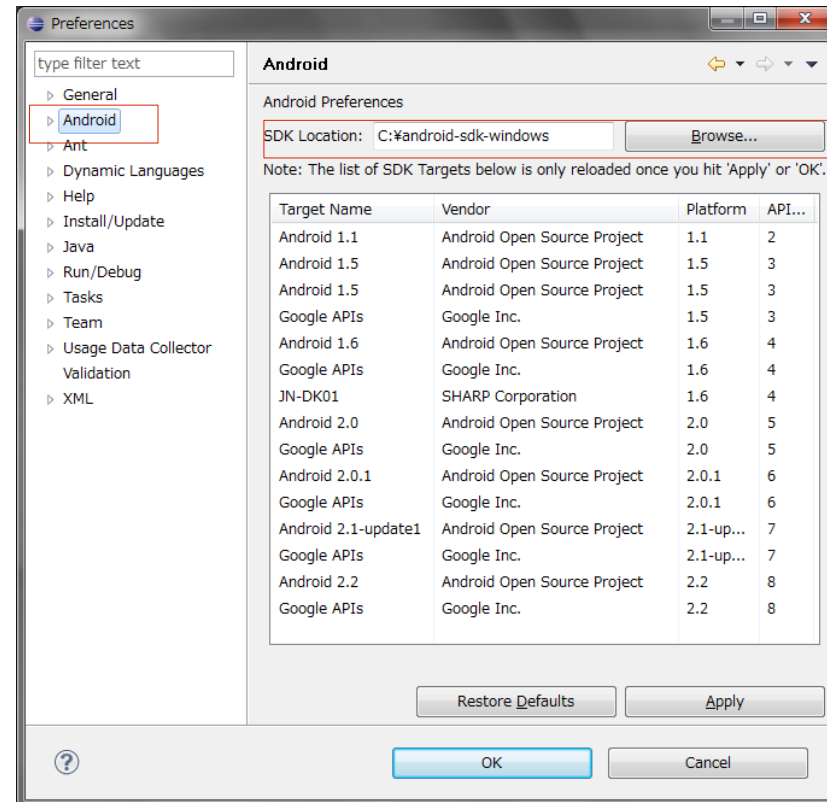 Preferences
type filter text
General
Android
Ant
Dynamic Languages
Help
Install/Update
Java
Run/Debug
Tasks
Team
Usage Data Collector
Validation
XML
Android
Android Preferences
SDK Location: C:¥android-sdk-windows Browse...
Note: The list of SDK Targets below is only reloaded once you hit 'Apply' or 'OK'.
Target Name Vendor Platform API...
Android 1.1 Android Open Source Project 1.1 2
Android 1.5 Android Open Source Project 1.5 3
Android 1.5 Android Open Source Project 1.5 3
Google APIs Google Inc. 1.5 3
Android 1.6 Android Open Source Project 1.6 4
Google APIs Google Inc. 1.6 4
JN-DK01 SHARP Corporation 1.6 4
Android 2.0 Android Open Source Project 2.0 5
Google APIs Google Inc. 2.0 5
Android 2.0.1 Android Open Source Project 2.0.1 6
Google APIs Google Inc. 2.0.1 6
Android 2.1-update1 Android Open Source Project 2.1-up... 7
Google APIs Google Inc. 2.1-up... 7
Android 2.2 Android Open Source Project 2.2 8
Google APIs Google Inc. 2.2 8
Restore Defaults Apply
OK Cancel